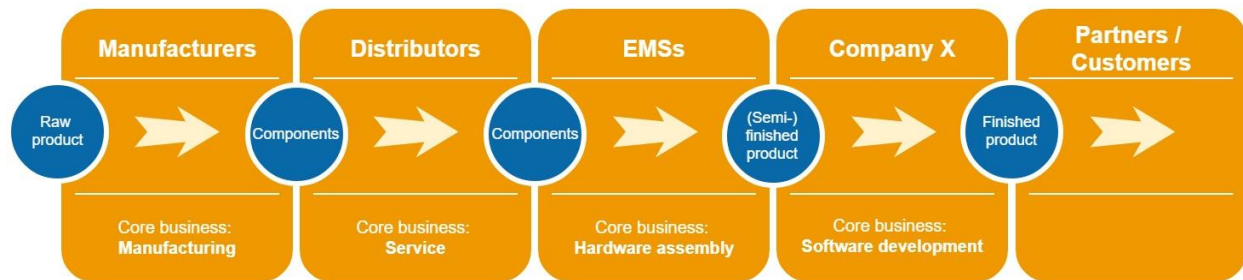 Manufacturers
Distributors
EMSs
Company X
Partners /
Customers
Raw
product
Components
Components
(Semi-)
finished
product
Finished
product
Core business:
Manufacturing
Core business:
Service
Core business:
Hardware assembly
Core business:
Software development